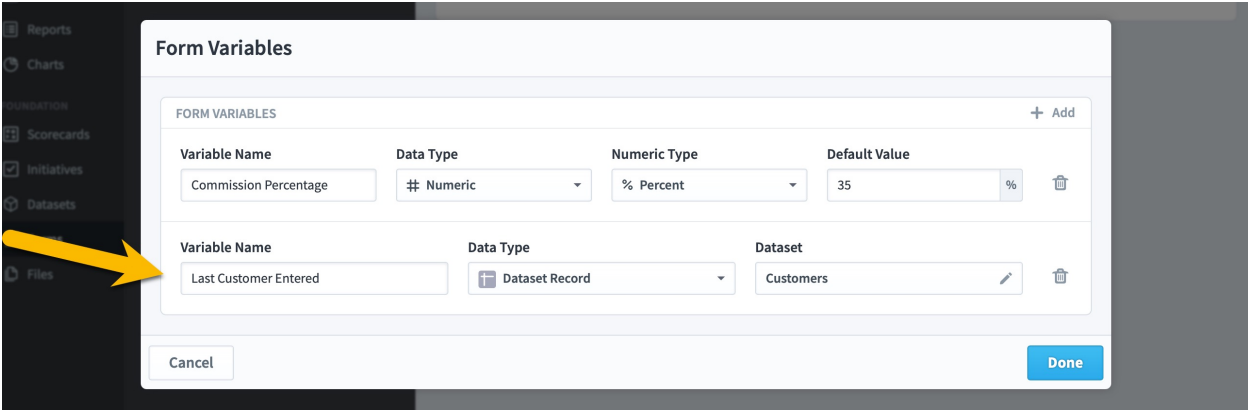 Reports
Charts
FOUNDATION
Scorecards
Initiatives
Datasets
Files
Form Variables
FORM VARIABLES
+ Add
Variable Name Data Type Numeric Type Default Value
Commission Percentage # Numeric % Percent 35 %
Variable Name Data Type Dataset
Last Customer Entered Dataset Record Customers
Cancel Done